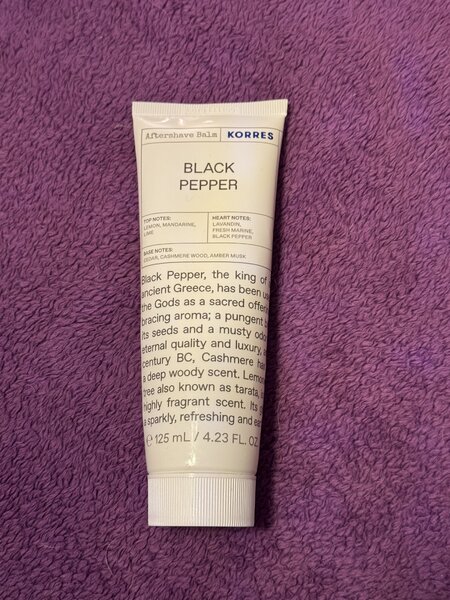 Aftershave Balm KORRES
BLACK
PEPPER
TOP NOTES:
LEMON, MANDARINE,
LIME
HEART NOTES:
LAVANDIN,
FRESH MARINE,
BLACK PEPPER
BASE NOTES:
CEDAR, CASHMERE WOOD, AMBER MUSK
Black Pepper, the king of
ancient Greece, has been
the Gods as a sacred
bracing aroma; a pungent
its seeds and a musty
eternal quality and luxury,
century BC, Cashmere
a deep woody scent.
tree also known as tarata,
highly fragrant scent. Its
a sparkly, refreshing and
℮ 125 mL / 4.23 FL. OZ.